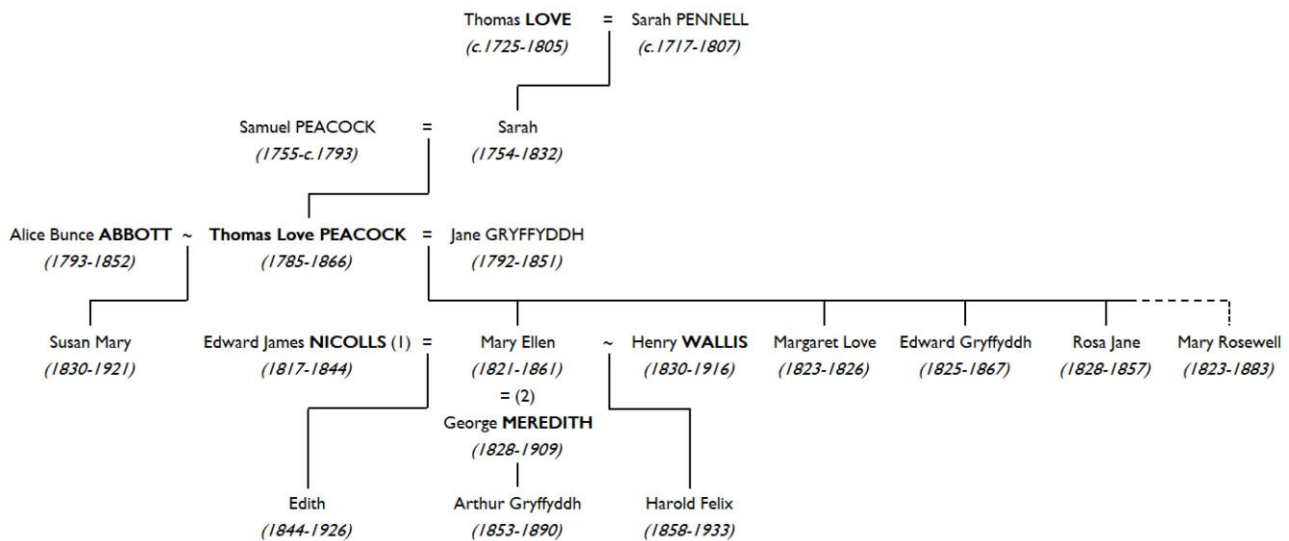 Thomas LOVE = Sarah PENNELL
(c.1725-1805) (c.1717-1807)
Samuel PEACOCK = Sarah
(1755-c.1793) (1754-1832)
Alice Bunce ABBOTT ~ Thomas Love PEACOCK = Jane GRYFFYDDH
(1793-1852) (1785-1866) (1792-1851)
Susan Mary Edward James NICOLLS (1) = Mary Ellen ~ Henry WALLIS Margaret Love Edward Gryffyddh Rosa Jane Mary Rosewell
(1830-1921) (1817-1844) (1821-1861) (1830-1916) (1823-1826) (1825-1867) (1828-1857) (1823-1883)
= (2)
George MEREDITH
(1828-1909)
Edith Arthur Gryffyddh Harold Felix
(1844-1926) (1853-1890) (1858-1933)